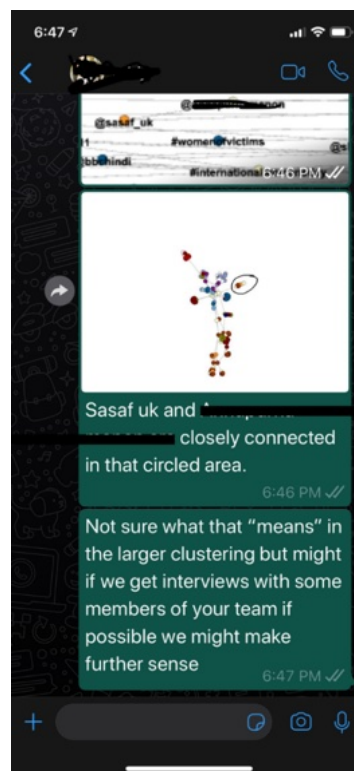 6:47
@sasaf_uk
#womenofvictims
#international
6:46 PM
Sasaf uk and
closely connected
in that circled area.
6:46 PM
Not sure what that “means” in
the larger clustering but might
if we get interviews with some
members of your team if
possible we might make
further sense
6:47 PM